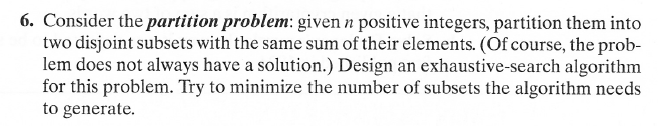 6. Consider the partition problem: given n positive integers, partition them into
two disjoint subsets with the same sum of their elements. (Of course, the prob-
lem does not always have a solution.) Design an exhaustive-search algorithm
for this problem. Try to minimize the number of subsets the algorithm needs
to generate.